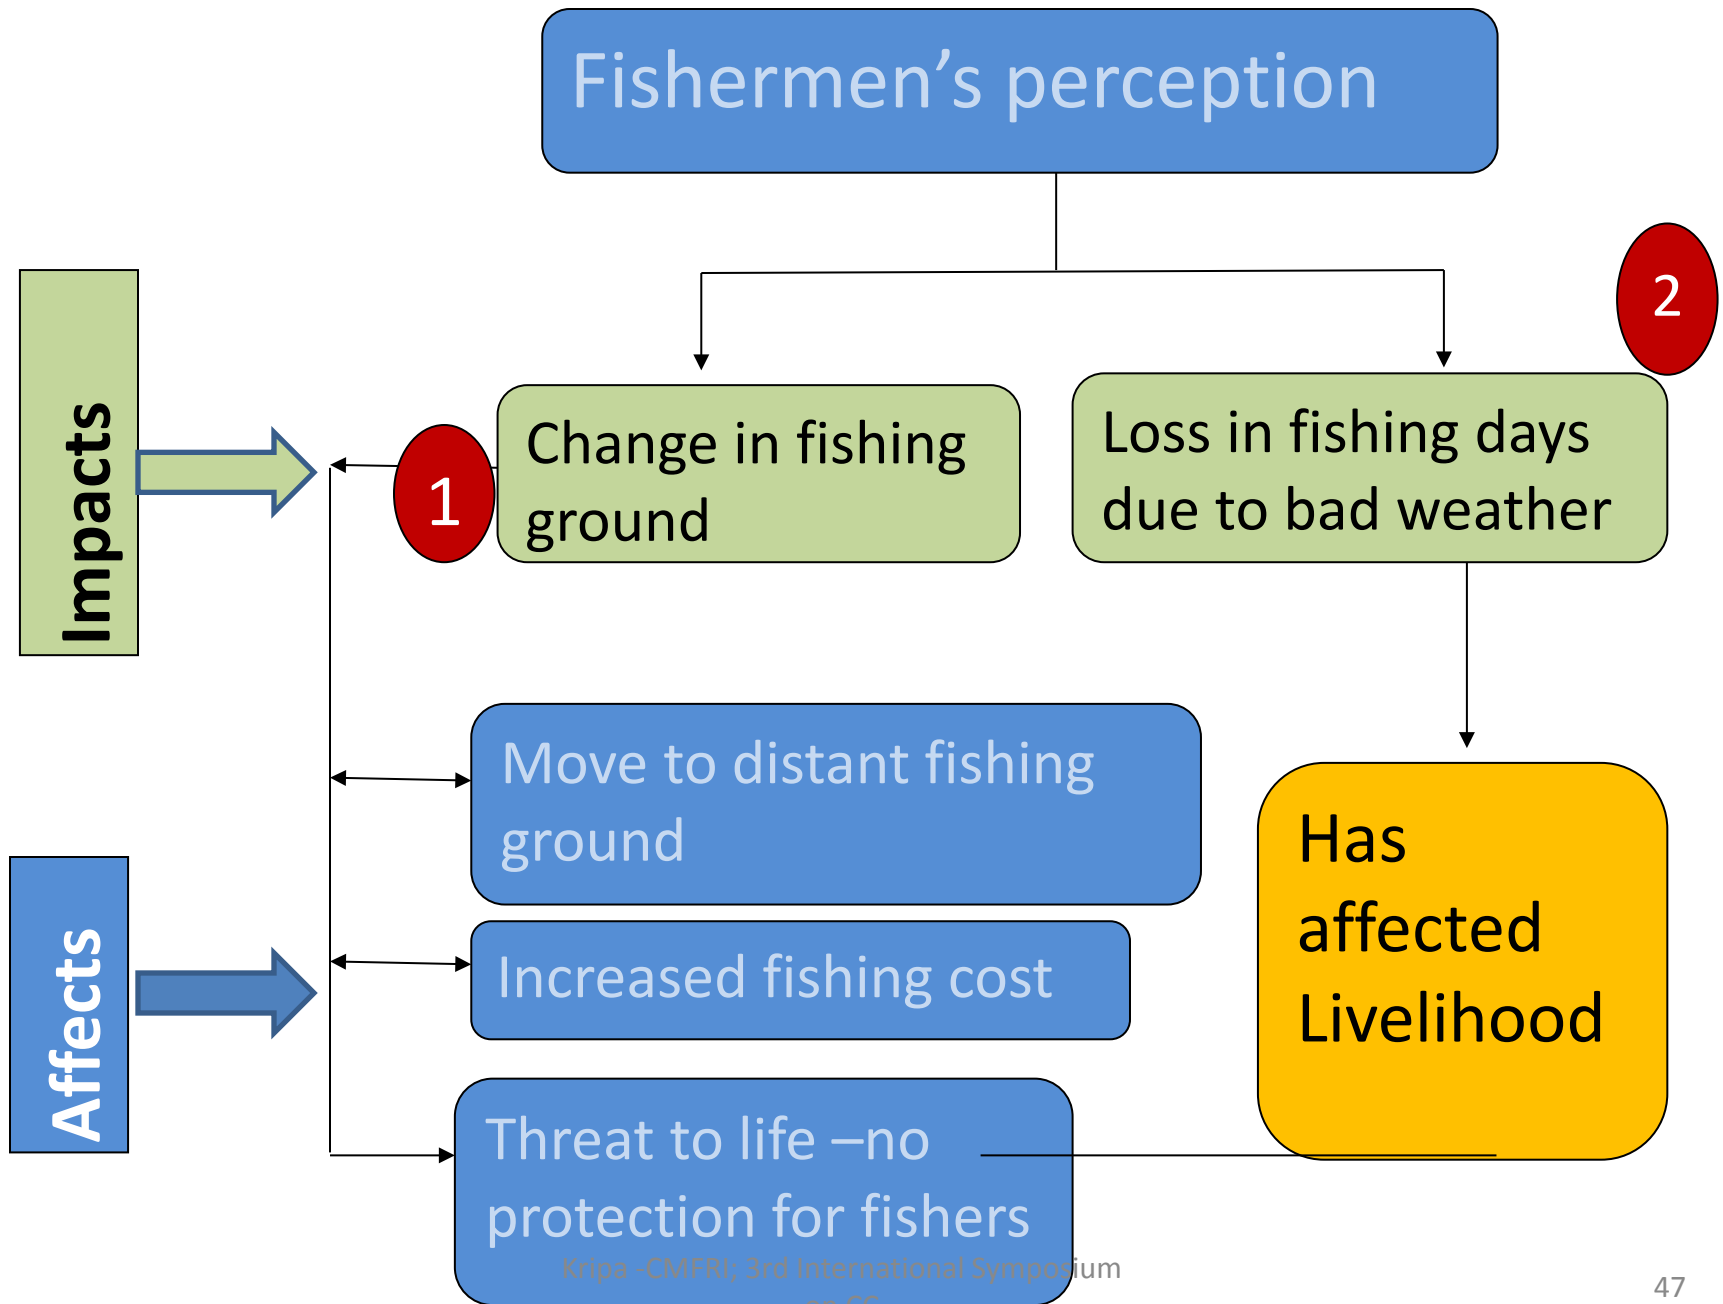 Fishermen’s perception
2
Impacts
1
Change in fishing
ground
Loss in fishing days
due to bad weather
Move to distant fishing
ground
Has
affected
Livelihood
Affects
Increased fishing cost
Threat to life –no
protection for fishers
Kripa -CMFRI; 3rd International Symposium
47